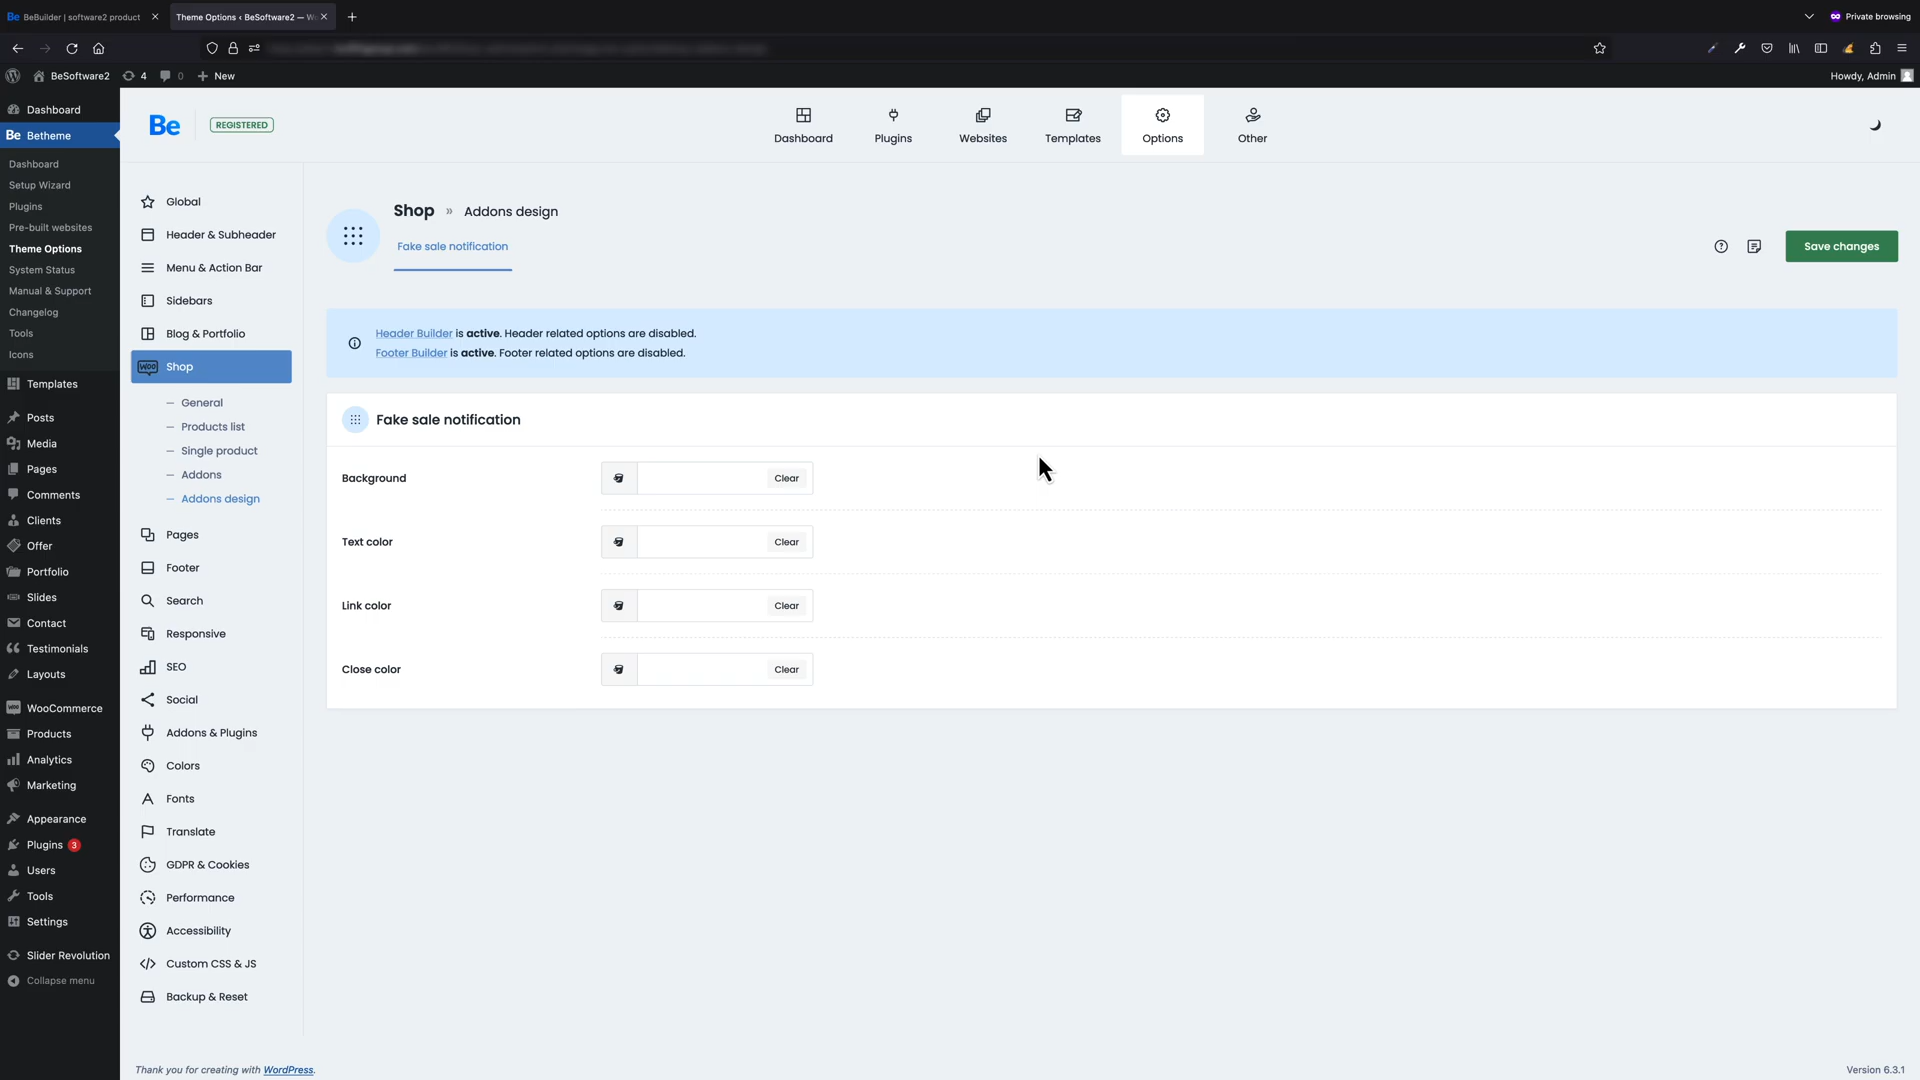 BeBuilder | software2 product
Theme Options ‹ BeSoftware2 — W
Private browsing
BeSoftware2
4
0
New
Howdy, Admin
Dashboard
Be Betheme
Dashboard
Setup Wizard
Plugins
Pre-built websites
Theme Options
System Status
Manual & Support
Changelog
Tools
Icons
Templates
Posts
Media
Pages
Comments
Clients
Offer
Portfolio
Slides
Contact
Testimonials
Layouts
WooCommerce
Products
Analytics
Marketing
Appearance
Plugins 3
Users
Tools
Settings
Slider Revolution
Collapse menu
Be
REGISTERED
Dashboard
Plugins
Websites
Templates
Options
Other
Global
Header & Subheader
Menu & Action Bar
Sidebars
Blog & Portfolio
Shop
— General
— Products list
— Single product
— Addons
— Addons design
Pages
Footer
Search
Responsive
SEO
Social
Addons & Plugins
Colors
Fonts
Translate
GDPR & Cookies
Performance
Accessibility
Custom CSS & JS
Backup & Reset
Shop » Addons design
Fake sale notification
Save changes
Header Builder is active. Header related options are disabled.
Footer Builder is active. Footer related options are disabled.
Fake sale notification
Background
Clear
Text color
Clear
Link color
Clear
Close color
Clear
Thank you for creating with WordPress.
Version 6.3.1